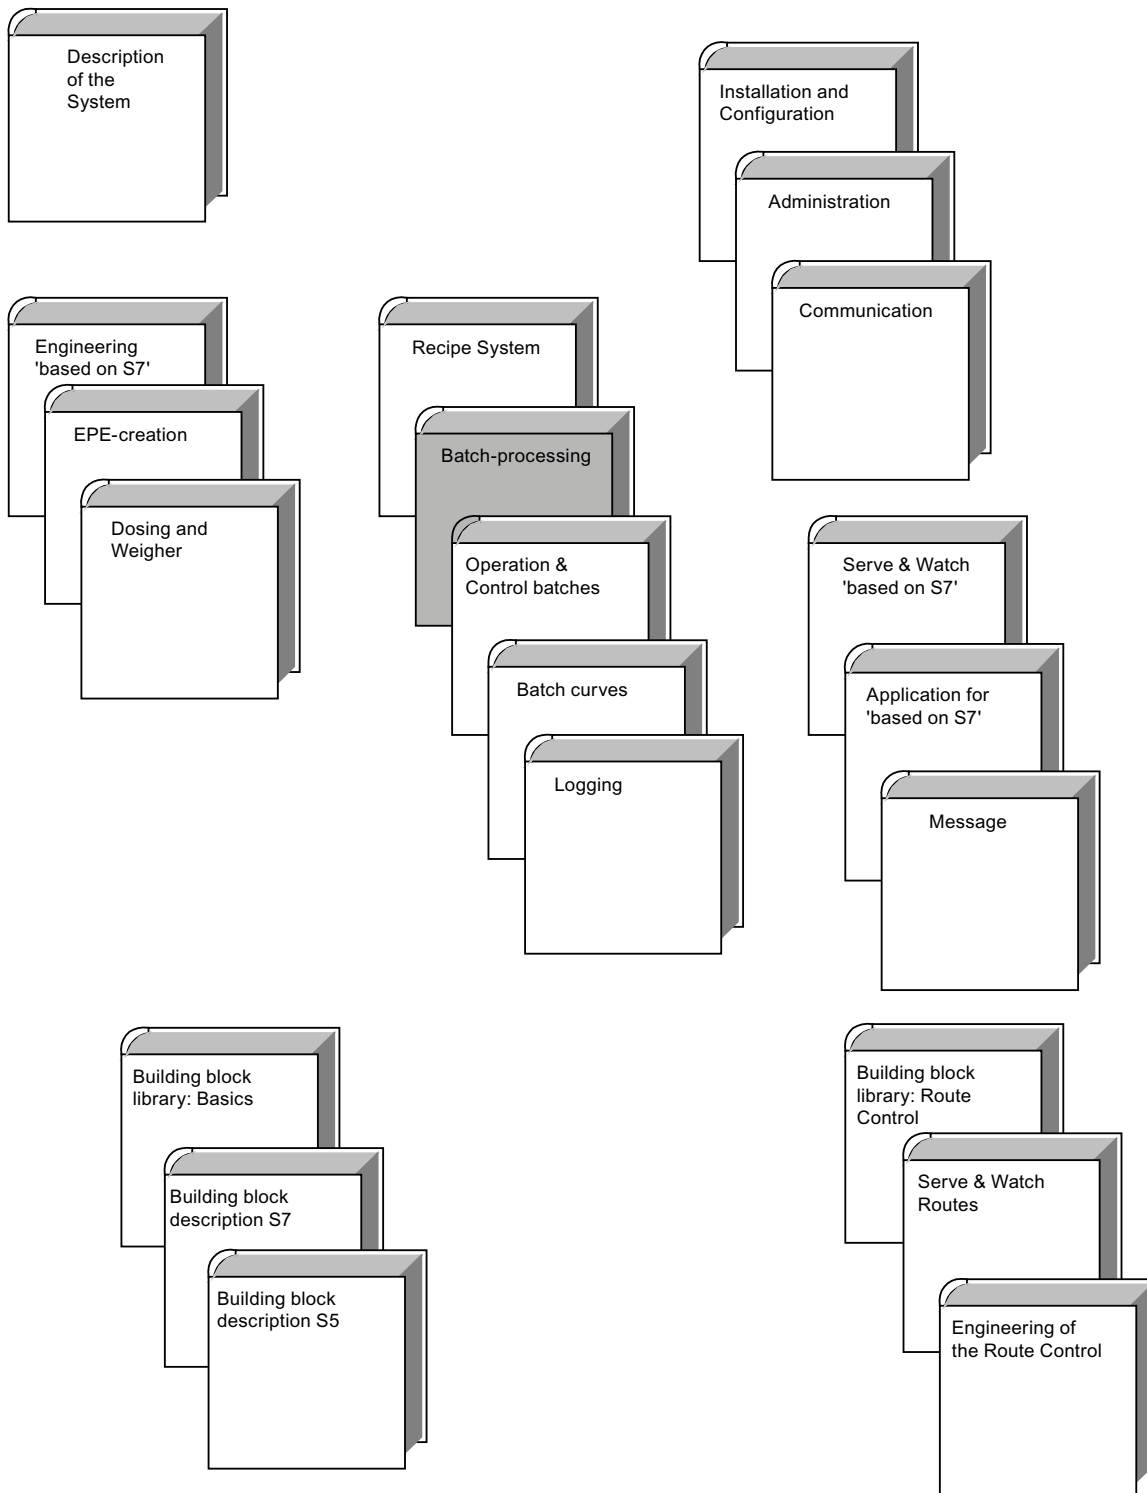 Description
of the
System
Installation and
Configuration
Administration
Communication
Engineering
'based on S7'
EPE-creation
Dosing and
Weigher
Recipe System
Batch-processing
Operation &
Control batches
Batch curves
Logging
Serve & Watch
'based on S7'
Application for
'based on S7'
Message
Building block
library: Basics
Building block
description S7
Building block
description S5
Building block
library: Route
Control
Serve & Watch
Routes
Engineering of
the Route Control